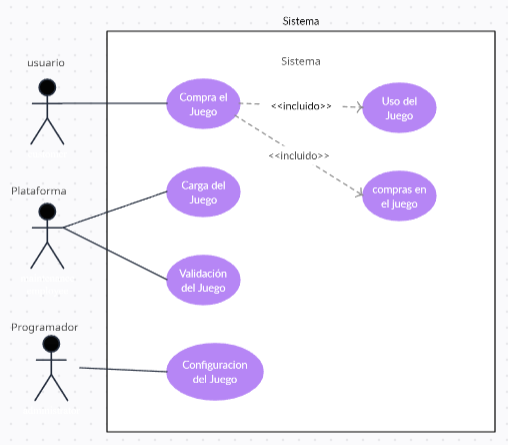 Sistema
usuario
Sistema
Compra el
Juego
<<incluido>>
Uso del
Juego
<<incluido>>
Plataforma
Carga del
Juego
compras en
el juego
Validación
del Juego
Programador
Configuracion
del Juego